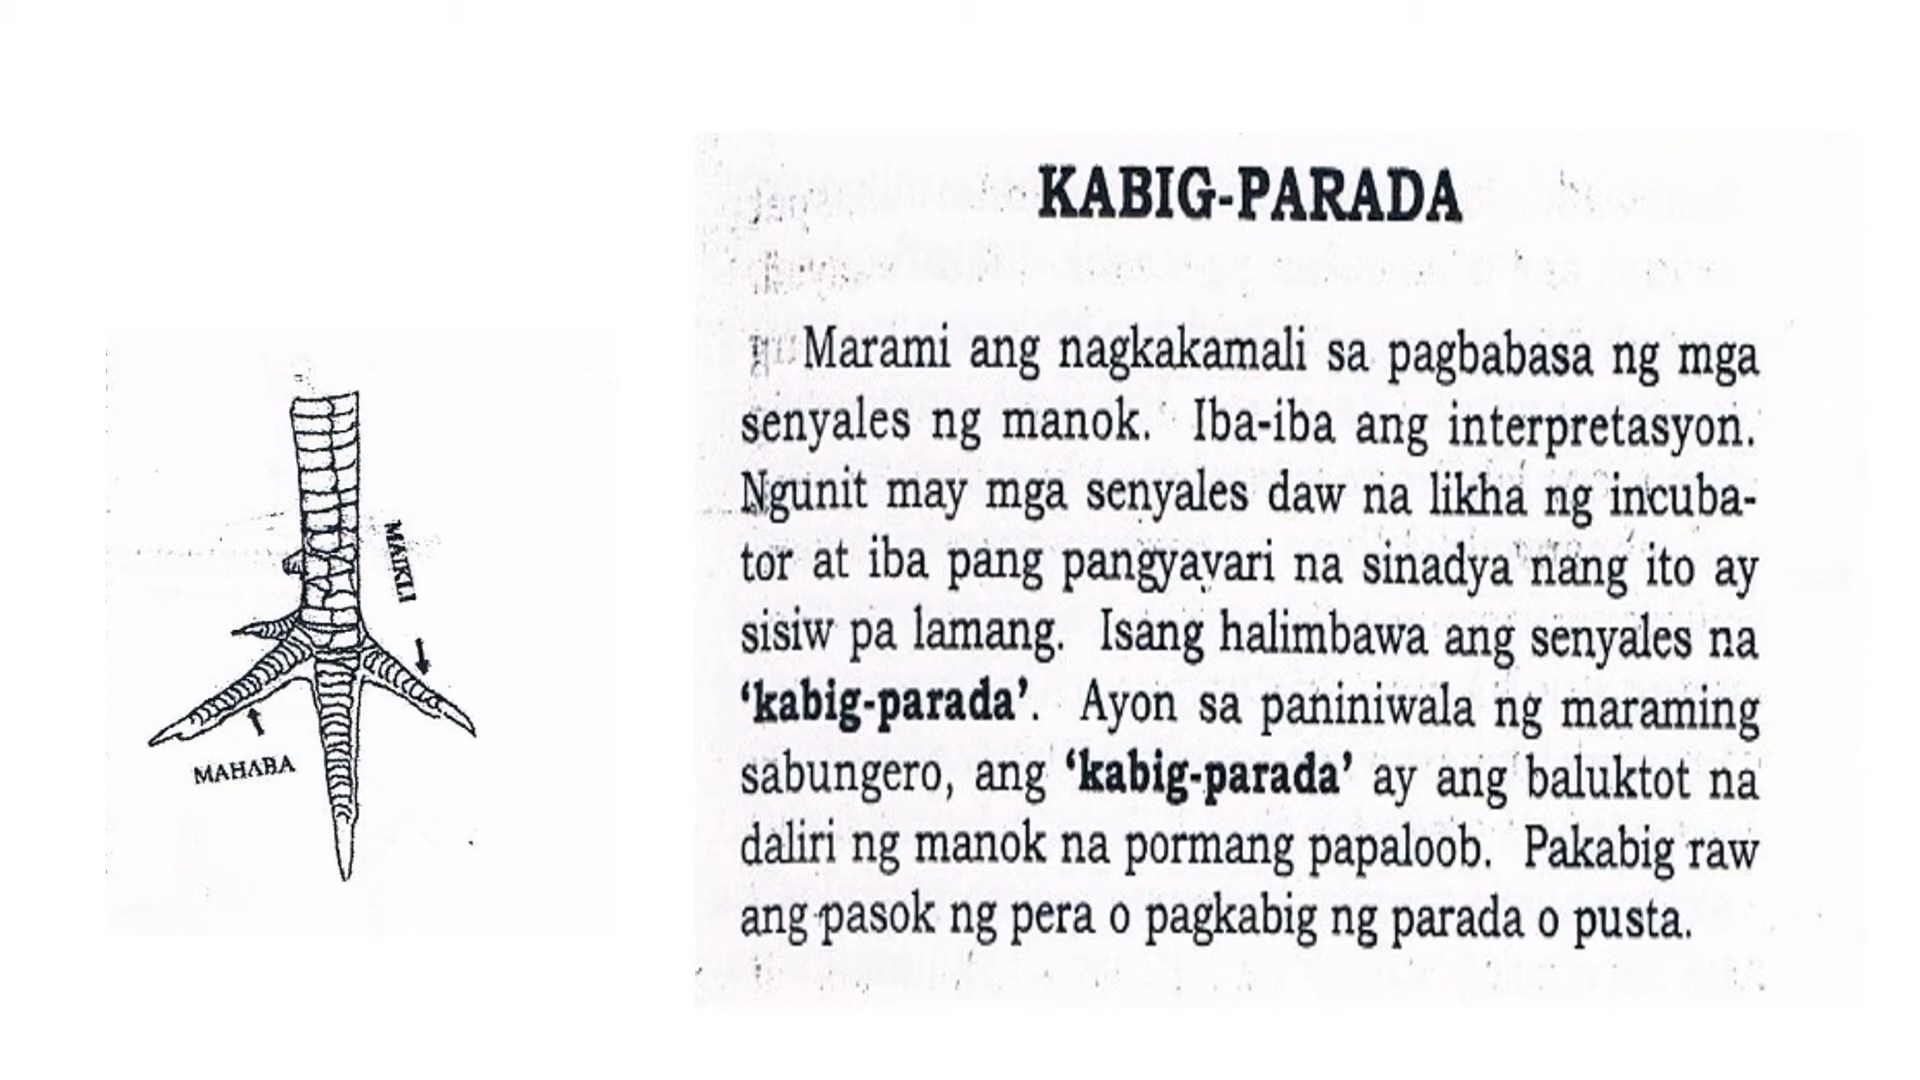 KABIG-PARADA
Marami ang nagkakamali sa pagbabasa ng mga
senyales ng manok. Iba-iba ang interpretasyon.
Ngunit may mga senyales daw na likha ng incuba-
tor at iba pang pangyayari na sinadya nang ito ay
sisiw pa lamang. Isang halimbawa ang senyales na
‘kabig-parada’. Ayon sa paniniwala ng maraming
sabungero, ang ‘kabig-parada’ ay ang baluktot na
daliri ng manok na pormang papaloob. Pakabig raw
ang pasok ng pera o pagkabig ng parada o pusta.
MAIKLI
MAHABA